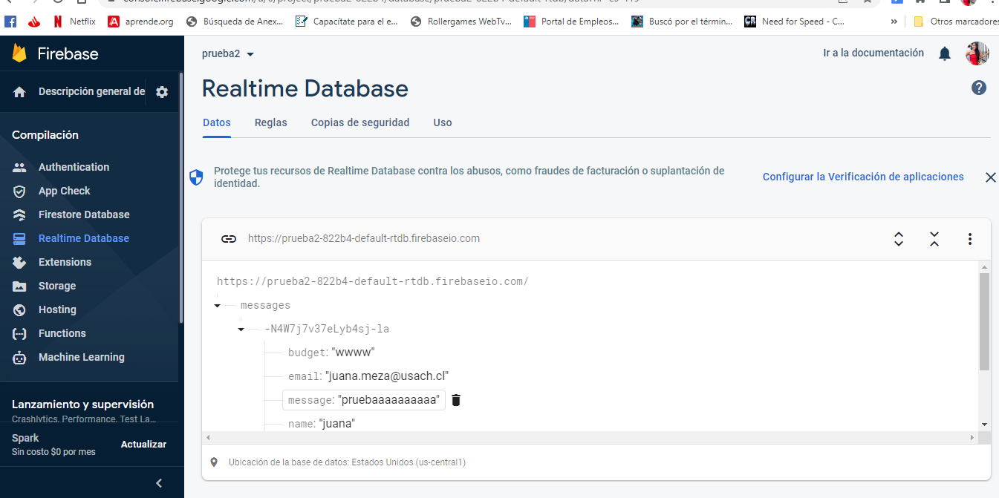 Netflix
aprende.org
Búsqueda de Anex...
Capacítate para el e...
Rollergames WebTv...
Portal de Empleos...
Buscó por el términ...
Need for Speed - C...
»
Otros marcadores
Firebase
prueba2
Ir a la documentación
Descripción general de
Realtime Database
Datos
Reglas
Copias de seguridad
Uso
Compilación
Authentication
App Check
Firestore Database
Realtime Database
Extensions
Storage
Hosting
Functions
Machine Learning
Protege tus recursos de Realtime Database contra los abusos, como fraudes de facturación o suplantación de
identidad.
Configurar la Verificación de aplicaciones
https://prueba2-822b4-default-rtdb.firebaseio.com
https://prueba2-822b4-default-rtdb.firebaseio.com/
messages
-N4W7j7v37eLyb4sj-la
budget: "wwww"
email: "juana.meza@usach.cl"
message: "pruebaaaaaaaaaa"
name: "juana"
Ubicación de la base de datos: Estados Unidos (us-central1)
Lanzamiento y supervisión
Crashlytics, Performance, Test La...
Spark
Sin costo $0 por mes
Actualizar